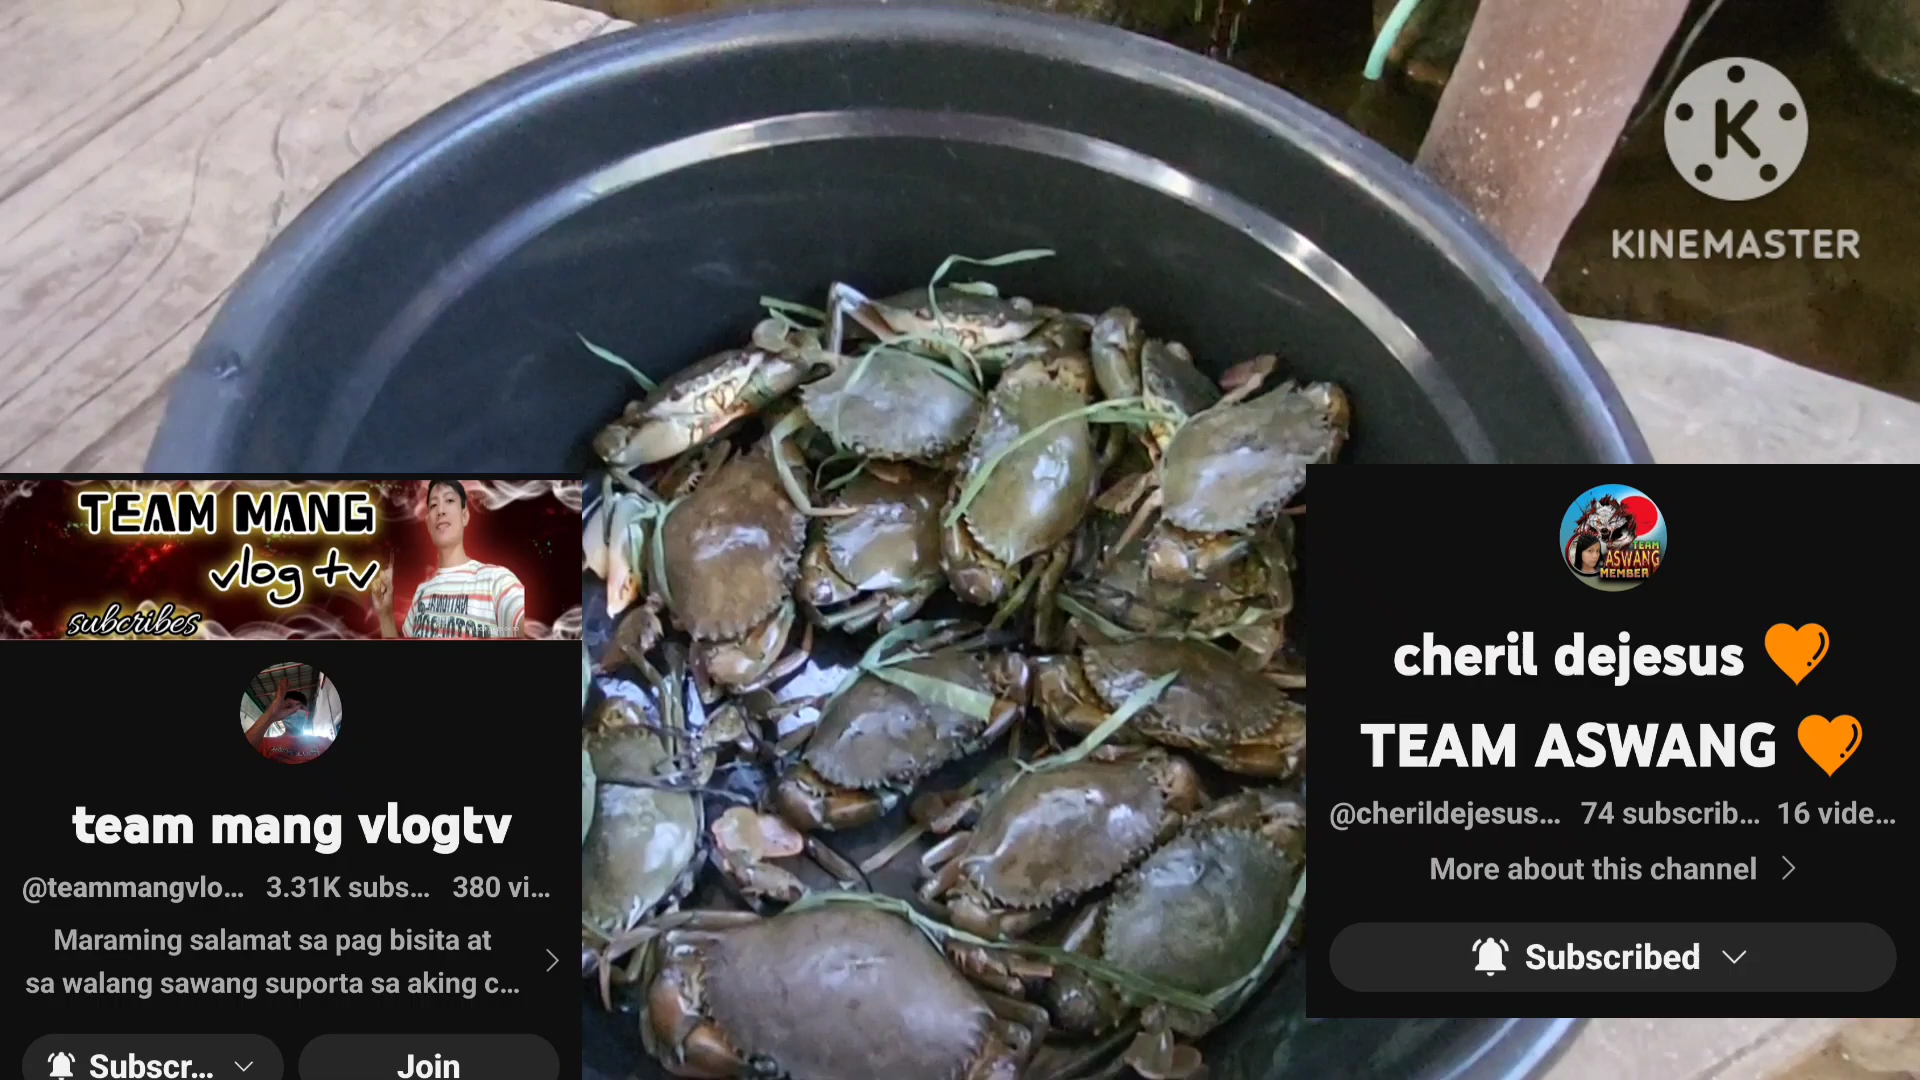 K
KINEMASTER
TEAM MANG
vlog tv
subcribes
team mang vlogtv
@teammangvlo... 3.31K subs... 380 vi...
Maraming salamat sa pag bisita at
sa walang sawang suporta sa aking c...
Subscr...
Join
TEAM
ASWANG
MEMBER
cheril dejesus 🧡
TEAM ASWANG 🧡
@cherildejesus... 74 subscrib... 16 vide...
More about this channel
Subscribed